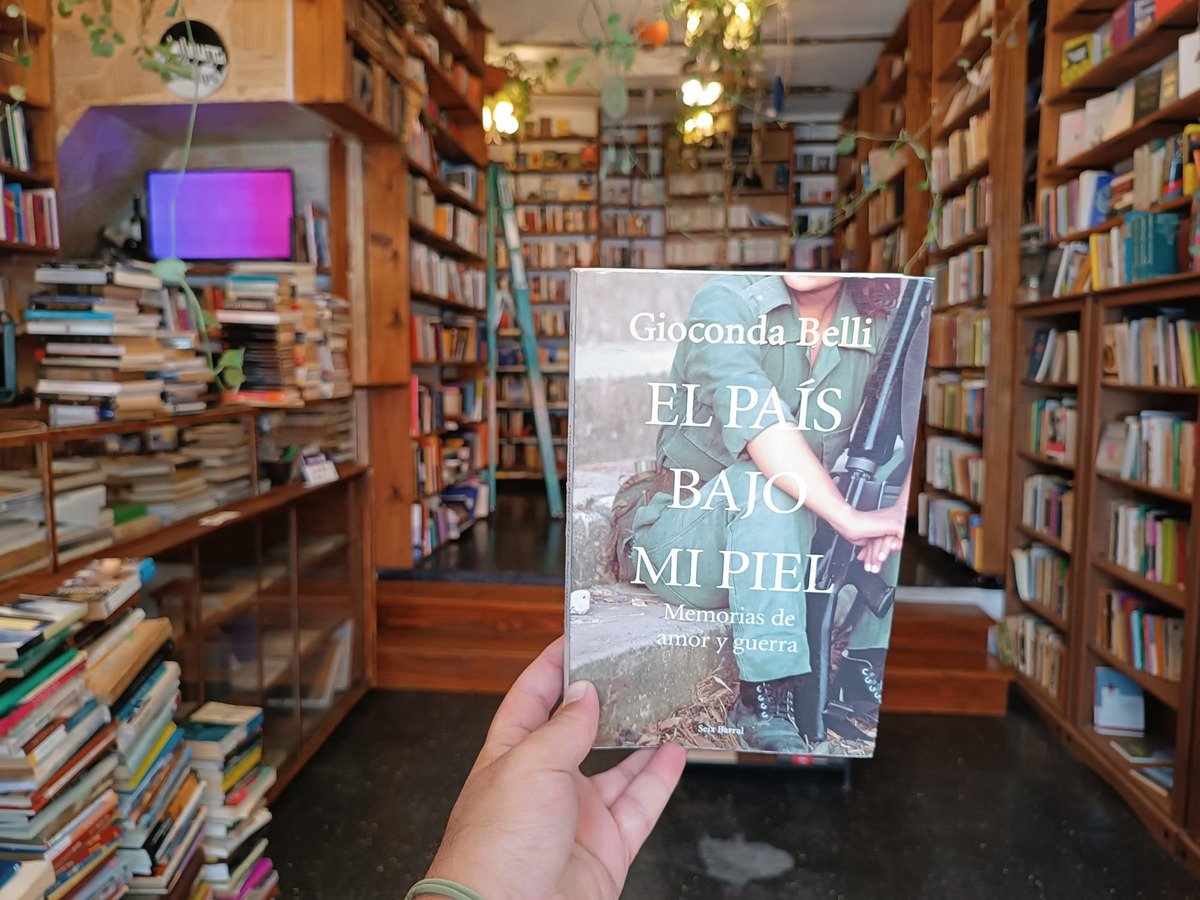 Gioconda Belli
EL PAÍS
BAJO
MI PIEL
Memorias de
amor y guerra
Seix Barral